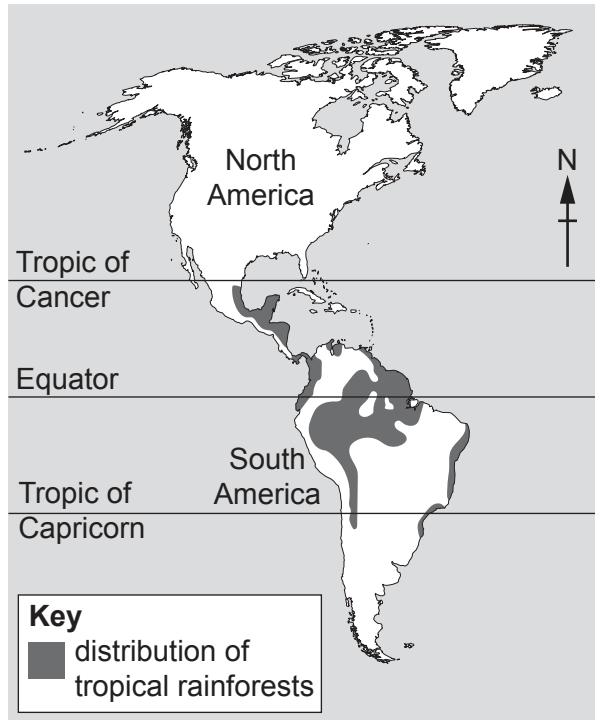 North
America
N
Tropic of
Cancer
Equator
South
America
Tropic of
Capricorn
Key
distribution of
tropical rainforests